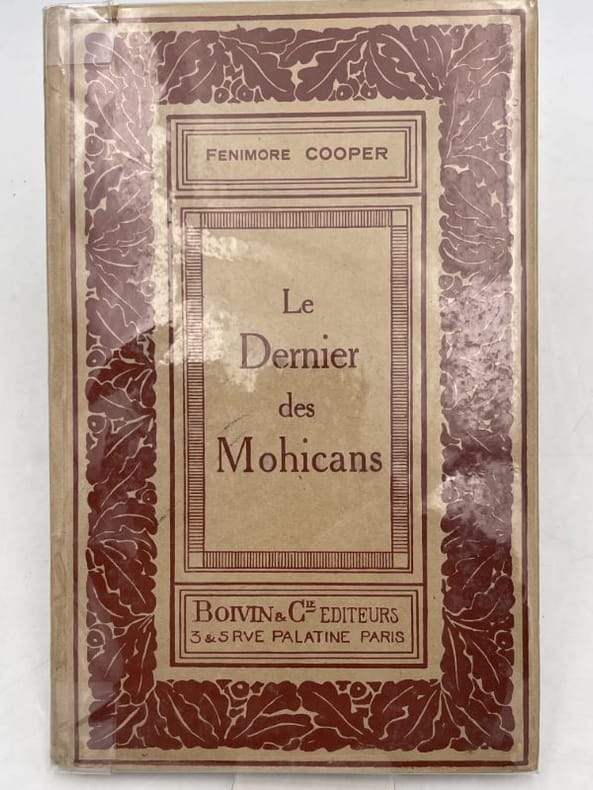 FENIMORE COOPER
Le
Dernier
des
Mohicans
BOIVIN & CIE EDITEURS
3 & 5 RVE PALATINE PARIS